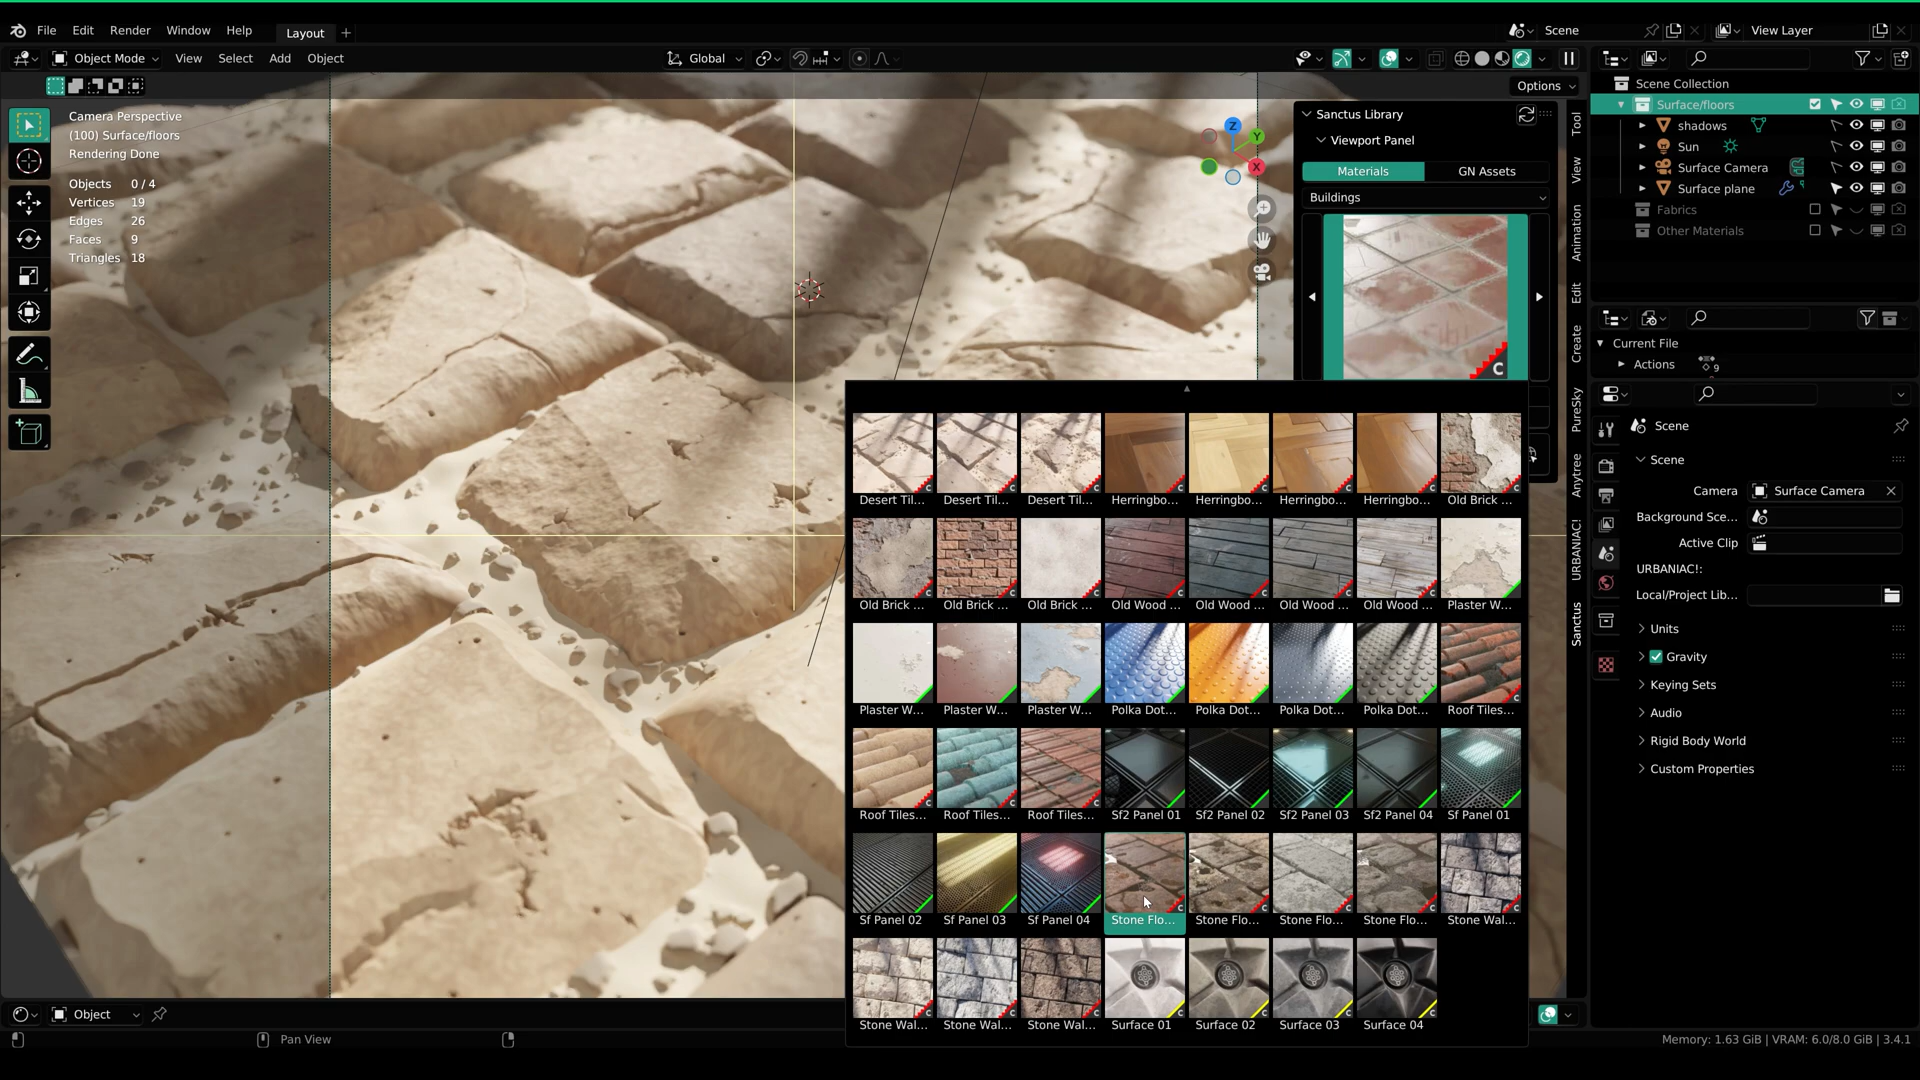 File Edit Render Window Help Layout + Scene View Layer
Object Mode View Select Add Object Global
Options
Camera Perspective
(100) Surface/floors
Rendering Done
Objects 0 / 4
Vertices 19
Edges 26
Faces 9
Triangles 18
Z
Y
X
Sanctus Library
Viewport Panel
Materials GN Assets
Buildings
C
Tool
View
Animation
Edit
Create
PureSky
Anytree
URBANIAC!
Sanctus
Desert Til... Desert Til... Desert Til... Herringbo... Herringbo... Herringbo... Herringbo... Old Brick ...
Old Brick ... Old Brick ... Old Brick ... Old Wood ... Old Wood ... Old Wood ... Old Wood ... Plaster W...
Plaster W... Plaster W... Plaster W... Polka Dot... Polka Dot... Polka Dot... Polka Dot... Roof Tiles...
Roof Tiles... Roof Tiles... Roof Tiles... Sf2 Panel 01 Sf2 Panel 02 Sf2 Panel 03 Sf2 Panel 04 Sf Panel 01
Sf Panel 02 Sf Panel 03 Sf Panel 04 Stone Flo... Stone Flo... Stone Flo... Stone Flo... Stone Wal...
Stone Wal... Stone Wal... Stone Wal... Surface 01 Surface 02 Surface 03 Surface 04
Scene Collection
Surface/floors
shadows
Sun
Surface Camera
Surface plane
Fabrics
Other Materials
Current File
Actions 9
Scene
Scene
Camera Surface Camera
Background Sce...
Active Clip
URBANIAC!:
Local/Project Lib...
Units
Gravity
Keying Sets
Audio
Rigid Body World
Custom Properties
Object
Pan View
Memory: 1.63 GiB | VRAM: 6.0/8.0 GiB | 3.4.1